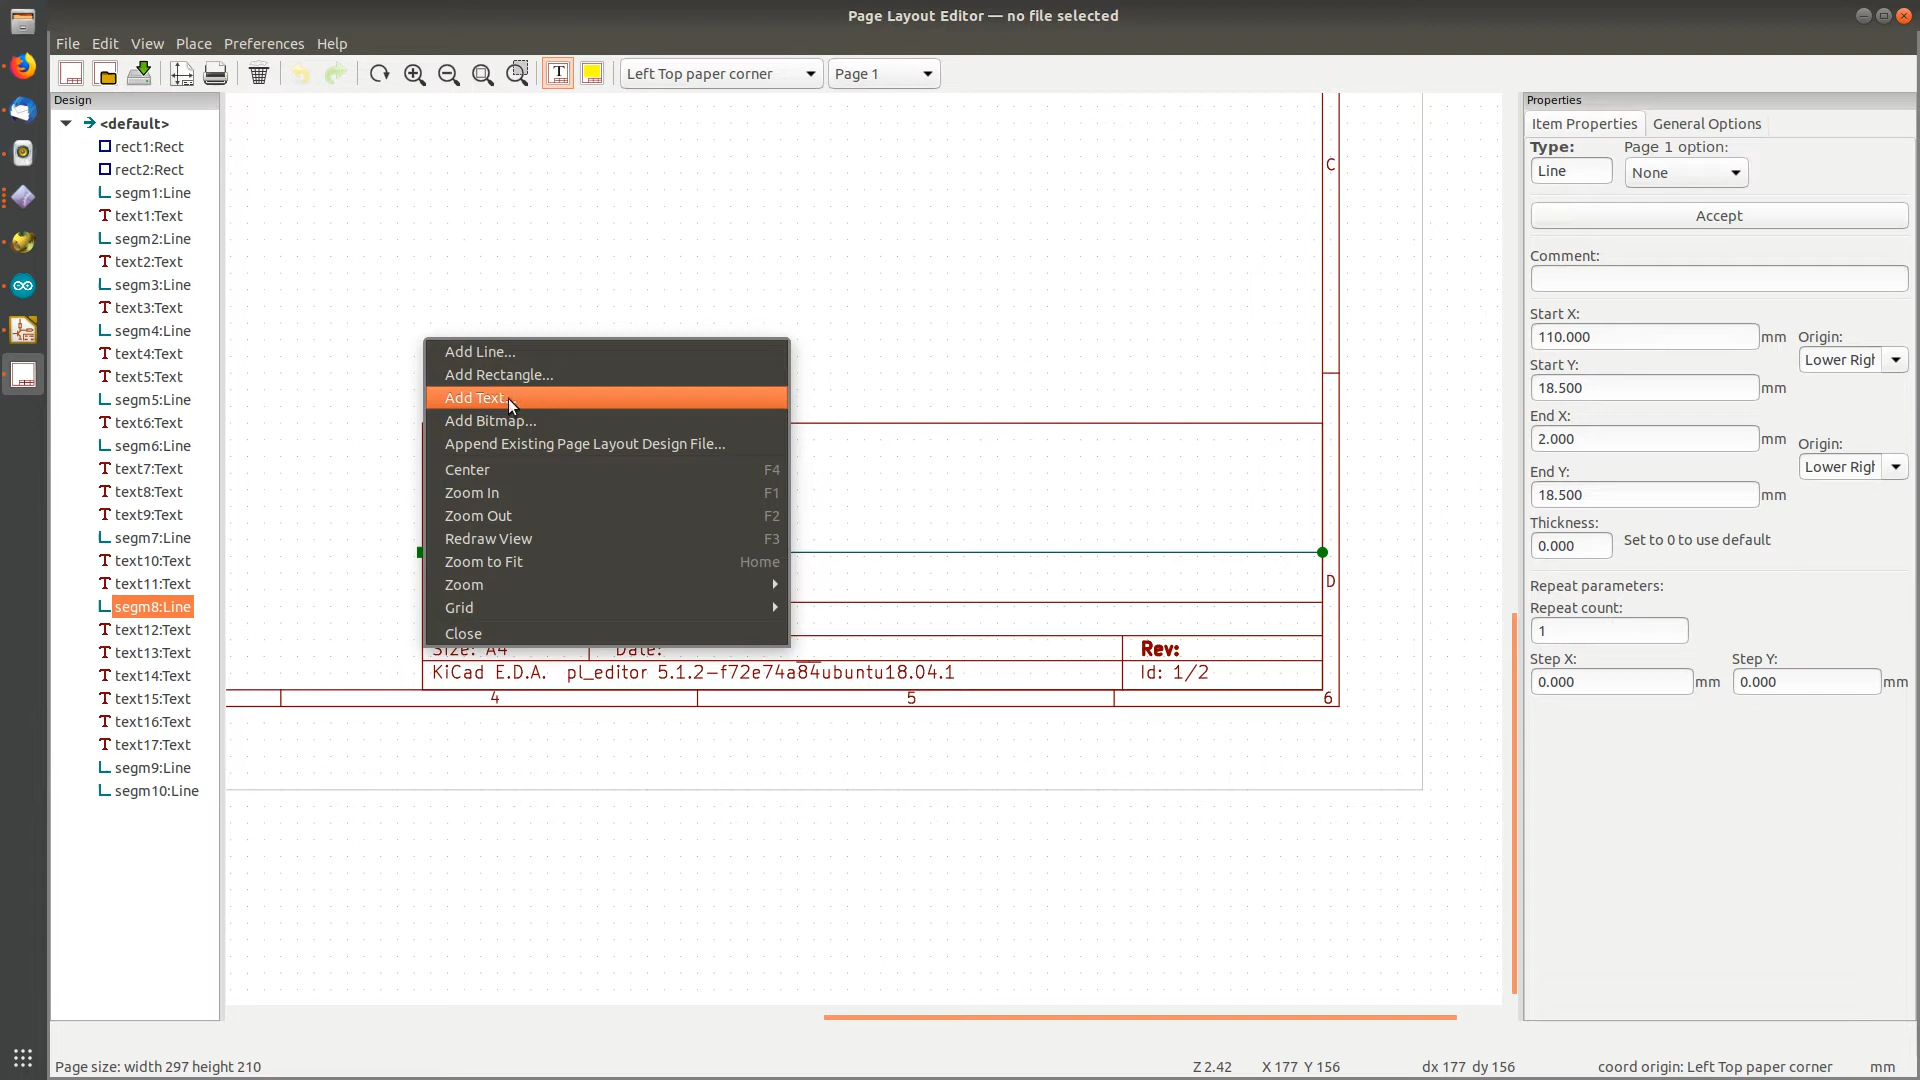 Page Layout Editor — no file selected
File Edit View Place Preferences Help
Left Top paper corner
Page 1
Design
<default>
rect1:Rect
rect2:Rect
segm1:Line
text1:Text
segm2:Line
text2:Text
segm3:Line
text3:Text
segm4:Line
text4:Text
text5:Text
segm5:Line
text6:Text
segm6:Line
text7:Text
text8:Text
text9:Text
segm7:Line
text10:Text
text11:Text
segm8:Line
text12:Text
text13:Text
text14:Text
text15:Text
text16:Text
text17:Text
segm9:Line
segm10:Line
C
Add Line...
Add Rectangle...
Add Text
Add Bitmap...
Append Existing Page Layout Design File...
Center F4
Zoom In F1
Zoom Out F2
Redraw View F3
Zoom to Fit Home
Zoom
Grid
Close
D
Size: A4 Date: Rev:
KiCad E.D.A. pl_editor 5.1.2-f72e74a84ubuntu18.04.1 Id: 1/2
4 5 6
Properties
Item Properties General Options
Type: Page 1 option:
Line None
Accept
Comment:
Start X:
110.000 mm Origin:
Lower Righ
Start Y:
18.500 mm
End X:
2.000 mm Origin:
Lower Righ
End Y:
18.500 mm
Thickness:
0.000 Set to 0 to use default
Repeat parameters:
Repeat count:
1
Step X: Step Y:
0.000 mm 0.000 mm
Page size: width 297 height 210 Z 2.42 X 177 Y 156 dx 177 dy 156 coord origin: Left Top paper corner mm